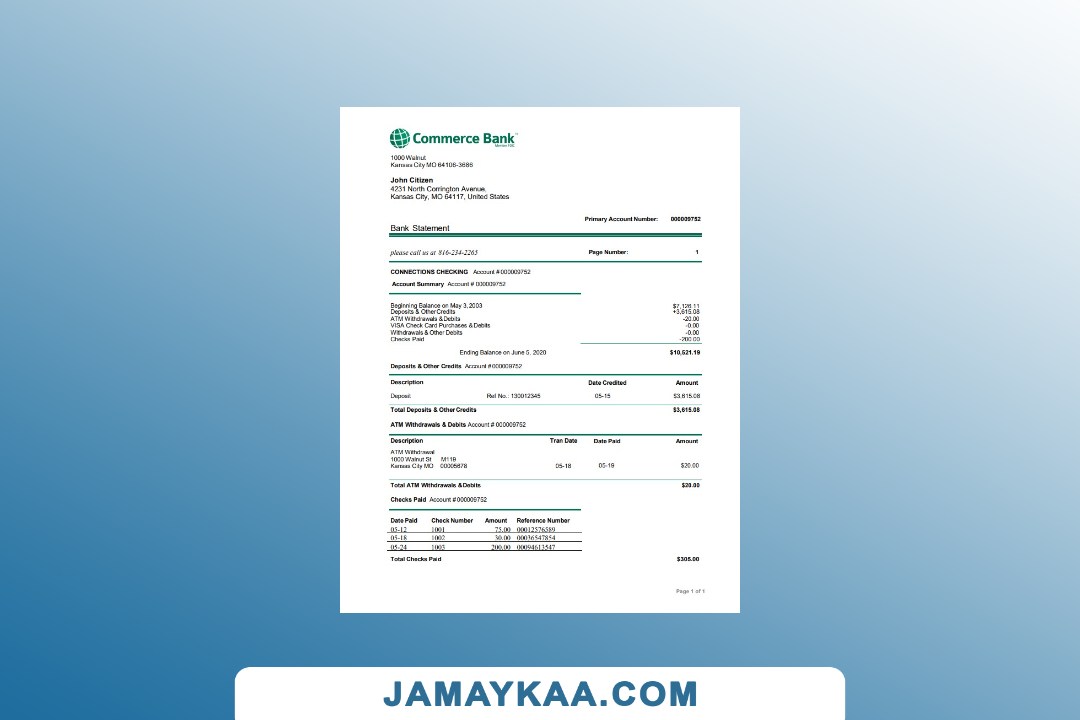 Commerce Bank
Member FDIC
1000 Walnut
Kansas City MO 64106-3686
John Citizen
4231 North Corrington Avenue,
Kansas City, MO 64117, United States
Primary Account Number: 000009752
Bank Statement
please call us at 816-234-2265
Page Number: 1
CONNECTIONS CHECKING Account #000009752
Account Summary Account #000009752
Beginning Balance on May 3, 2003 $7,126.11
Deposits & Other Credits +3,615.08
ATM Withdrawals & Debits -20.00
VISA Check Card Purchases & Debits -0.00
Withdrawals & Other Debits -0.00
Checks Paid -200.00
Ending Balance on June 5, 2020 $10,521.19
Deposits & Other Credits Account #000009752
Description Date Credited Amount
Deposit Ref No.: 130012345 05-15 $3,615.08
Total Deposits & Other Credits $3,615.08
ATM Withdrawals & Debits Account #000009752
Description Tran Date Date Paid Amount
ATM Withdrawal
1000 Walnut St M119
Kansas City MO 00005678 05-18 05-19 $20.00
Total ATM Withdrawals & Debits $20.00
Checks Paid Account #000009752
Date Paid Check Number Amount Reference Number
05-12 1001 75.00 00012576589
05-18 1002 30.00 00036547854
05-24 1003 200.00 00094613547
Total Checks Paid $305.00
Page 1 of 1
JAMAYKAA.COM